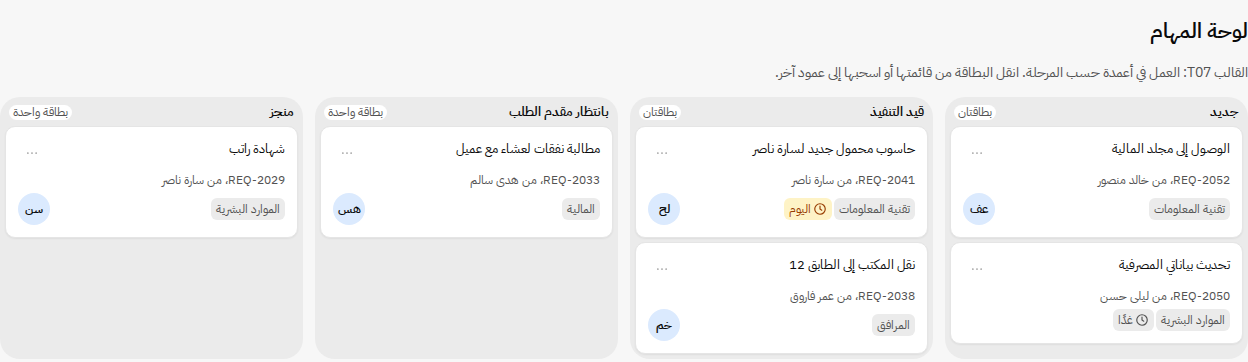 لوحة المهام
القالب T07: العمل في أعمدة حسب المرحلة. انقل البطاقة من قائمتها أو اسحبها إلى عمود آخر.
جديد
بطاقتان
الوصول إلى مجلد المالية
...
REQ-2052، من خالد منصور
تقنية المعلومات
عف
تحديث بياناتي المصرفية
...
REQ-2050، من ليلى حسن
الموارد البشرية
غدًا
قيد التنفيذ
بطاقتان
حاسوب محمول جديد لسارة ناصر
...
REQ-2041، من سارة ناصر
تقنية المعلومات
اليوم
لح
نقل المكتب إلى الطابق 12
...
REQ-2038، من عمر فاروق
المرافق
خم
بانتظار مقدم الطلب
بطاقة واحدة
مطالبة نفقات لعشاء مع عميل
...
REQ-2033، من هدى سالم
المالية
هس
منجز
بطاقة واحدة
شهادة راتب
...
REQ-2029، من سارة ناصر
الموارد البشرية
سن